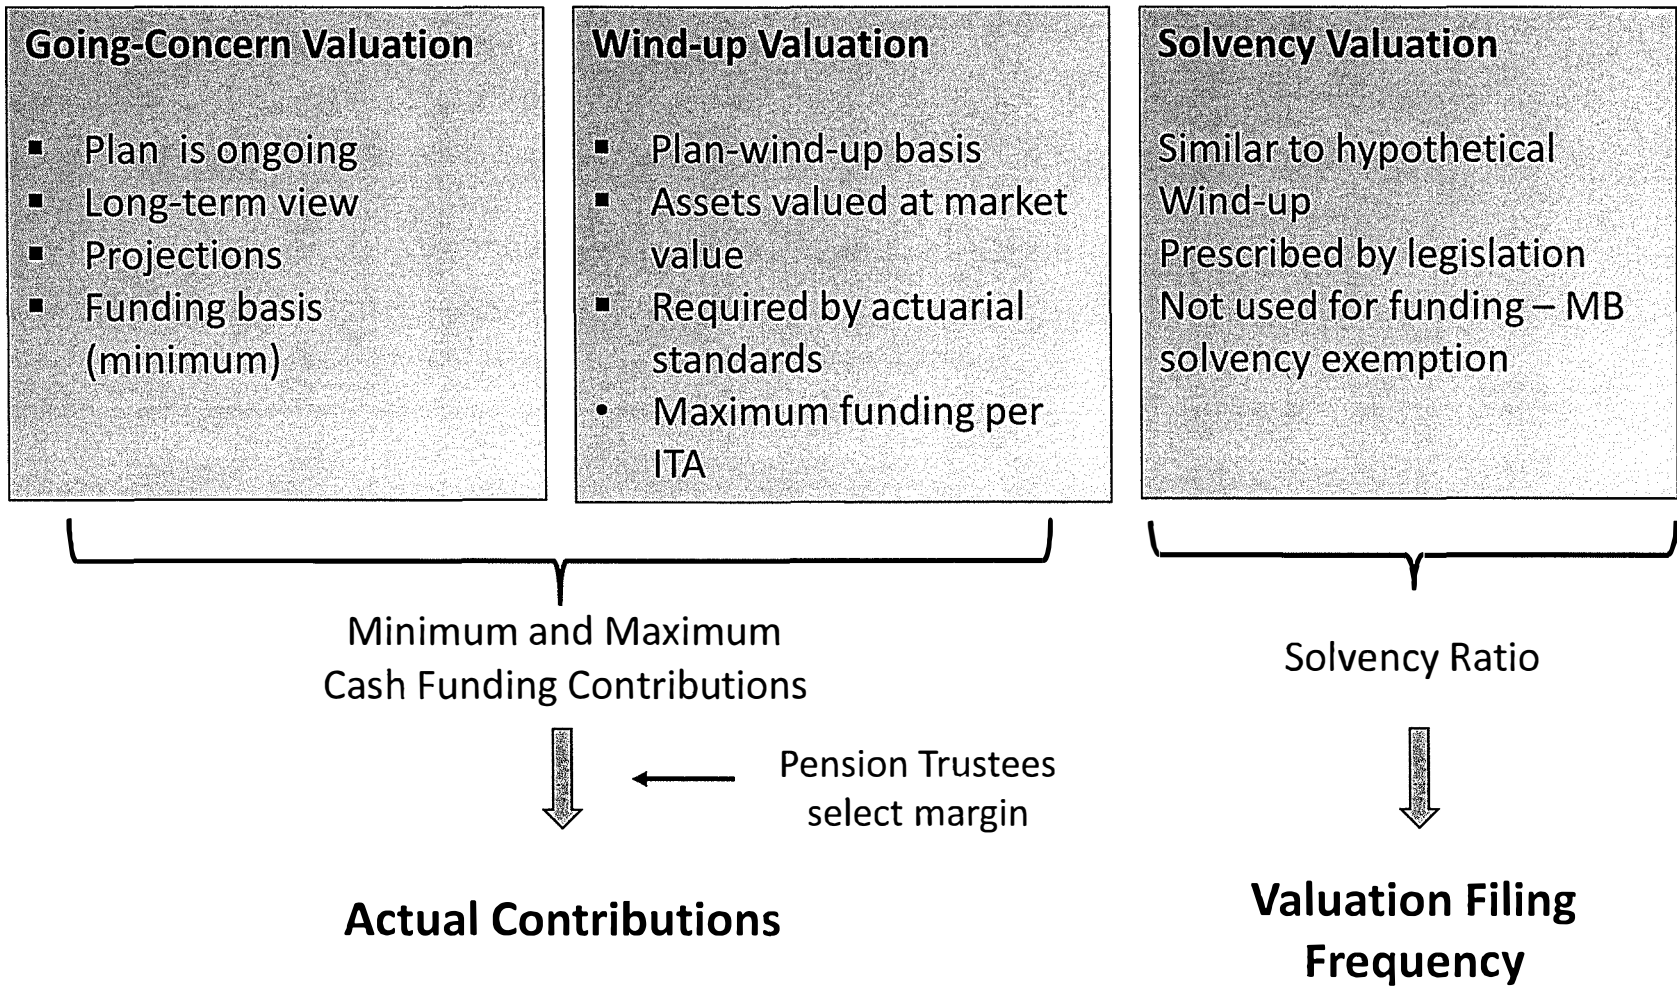 Going-Concern Valuation
▪ Plan is ongoing
▪ Long-term view
▪ Projections
▪ Funding basis
(minimum)
Wind-up Valuation
▪ Plan-wind-up basis
▪ Assets valued at market
value
▪ Required by actuarial
standards
• Maximum funding per
ITA
Solvency Valuation
Similar to hypothetical
Wind-up
Prescribed by legislation
Not used for funding – MB
solvency exemption
Minimum and Maximum
Cash Funding Contributions
Solvency Ratio
Pension Trustees
select margin
Actual Contributions
Valuation Filing
Frequency